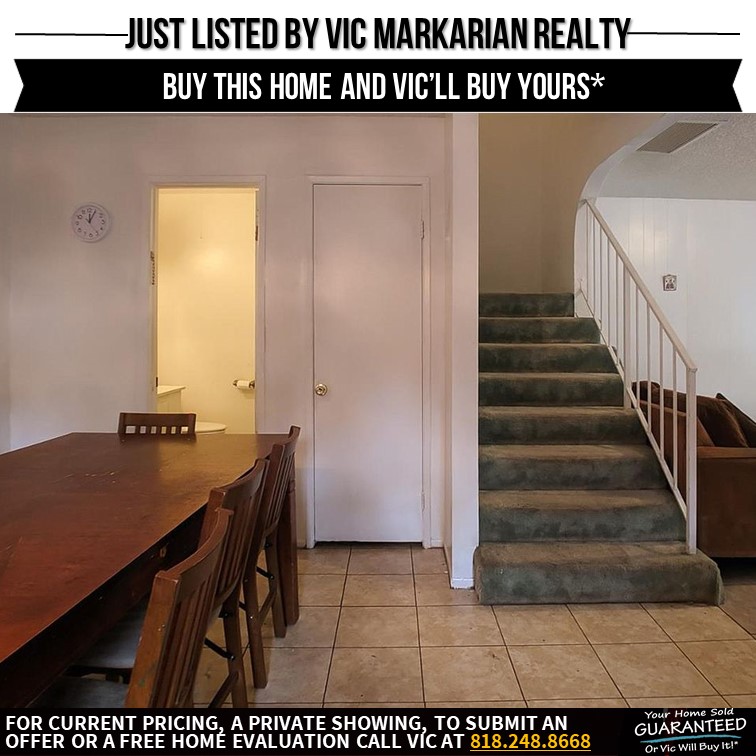 JUST LISTED BY VIC MARKARIAN REALTY
BUY THIS HOME AND VIC'LL BUY YOURS*
FOR CURRENT PRICING, A PRIVATE SHOWING, TO SUBMIT AN
OFFER OR A FREE HOME EVALUATION CALL VIC AT 818.248.8668
Your Home Sold
GUARANTEED
Or Vic Will Buy It!